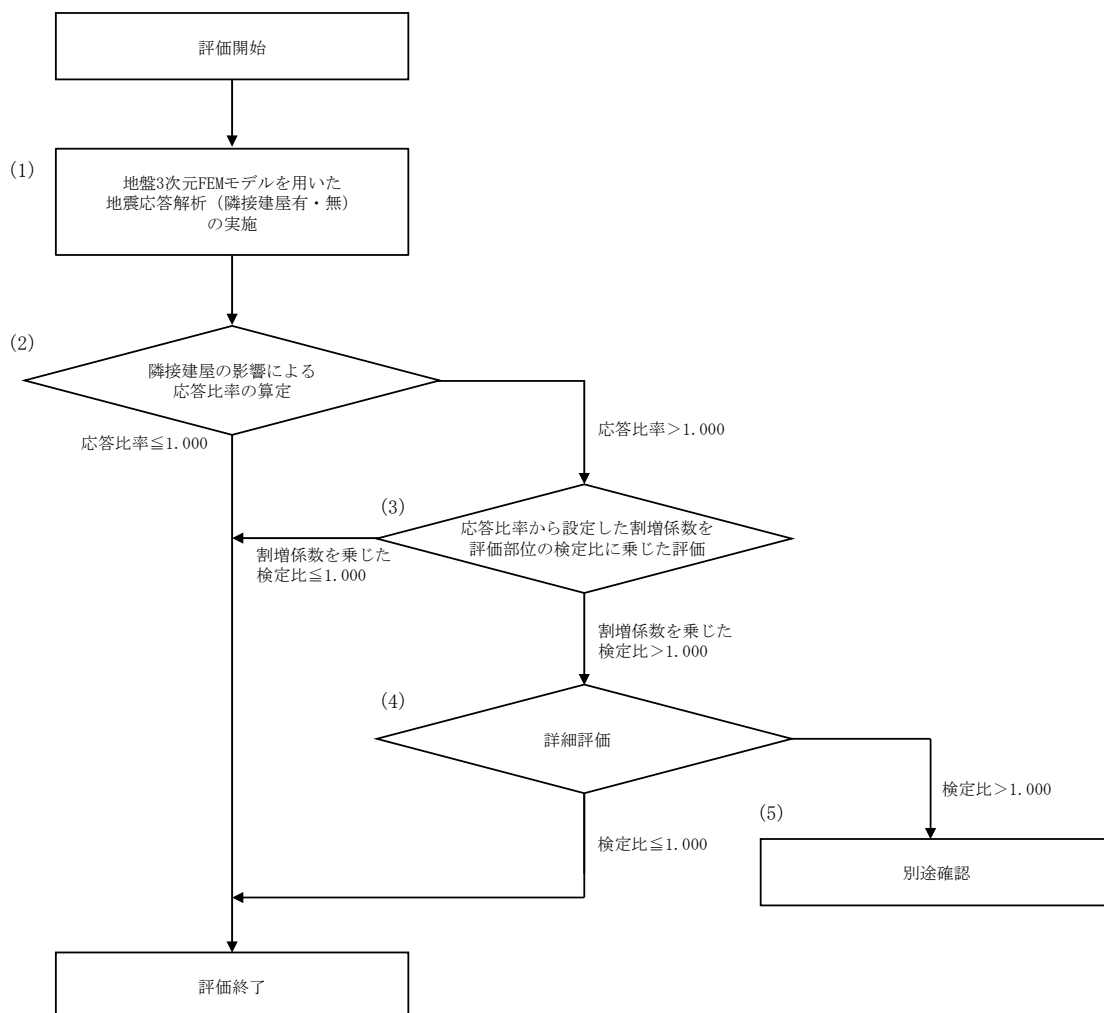 評価開始
(1)
地盤3次元FEMモデルを用いた
地震応答解析（隣接建屋有・無）
の実施
(2)
隣接建屋の影響による
応答比率の算定
応答比率≦1.000
応答比率＞1.000
(3)
応答比率から設定した割増係数を
評価部位の検定比に乗じた評価
割増係数を乗じた
検定比≦1.000
割増係数を乗じた
検定比＞1.000
(4)
詳細評価
検定比＞1.000
(5)
検定比≦1.000
別途確認
評価終了